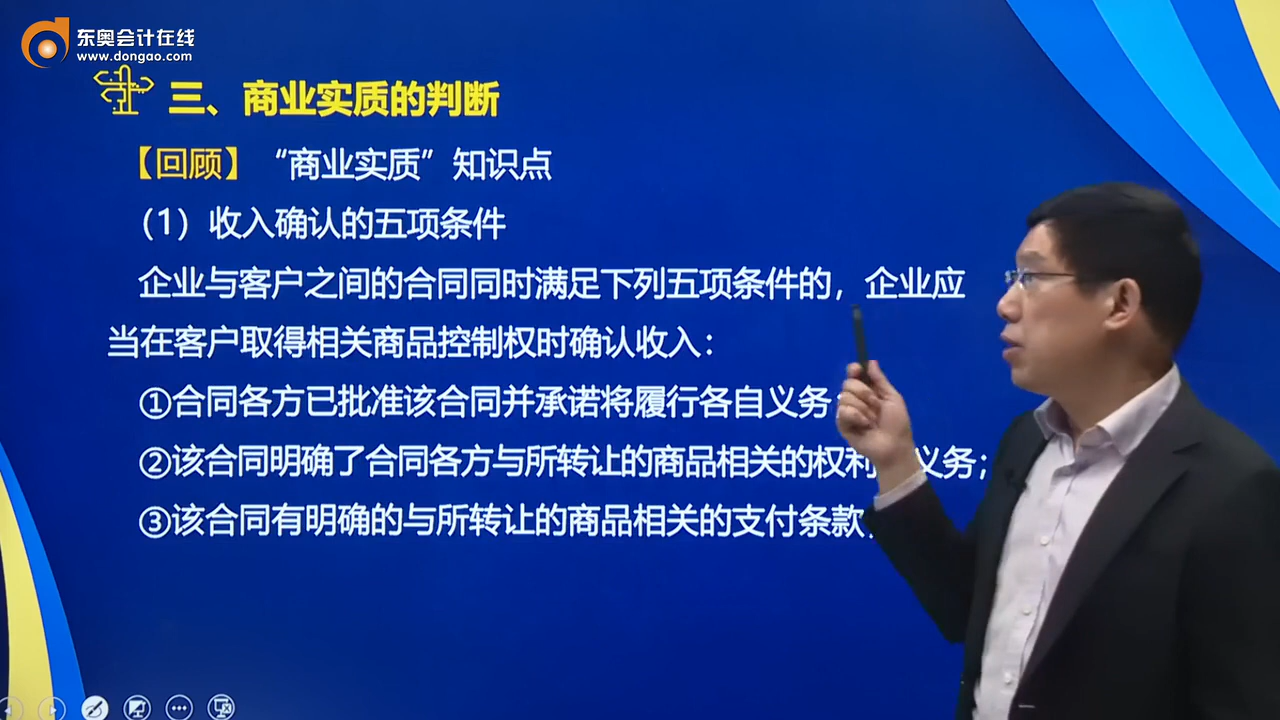 东奥会计在线
www.dongao.com
三、商业实质的判断
【回顾】“商业实质”知识点
（1）收入确认的五项条件
企业与客户之间的合同同时满足下列五项条件的，企业应
当在客户取得相关商品控制权时确认收入：
①合同各方已批准该合同并承诺将履行各自义务；
②该合同明确了合同各方与所转让的商品相关的权利 义务；
③该合同有明确的与所转让的商品相关的支付条款；